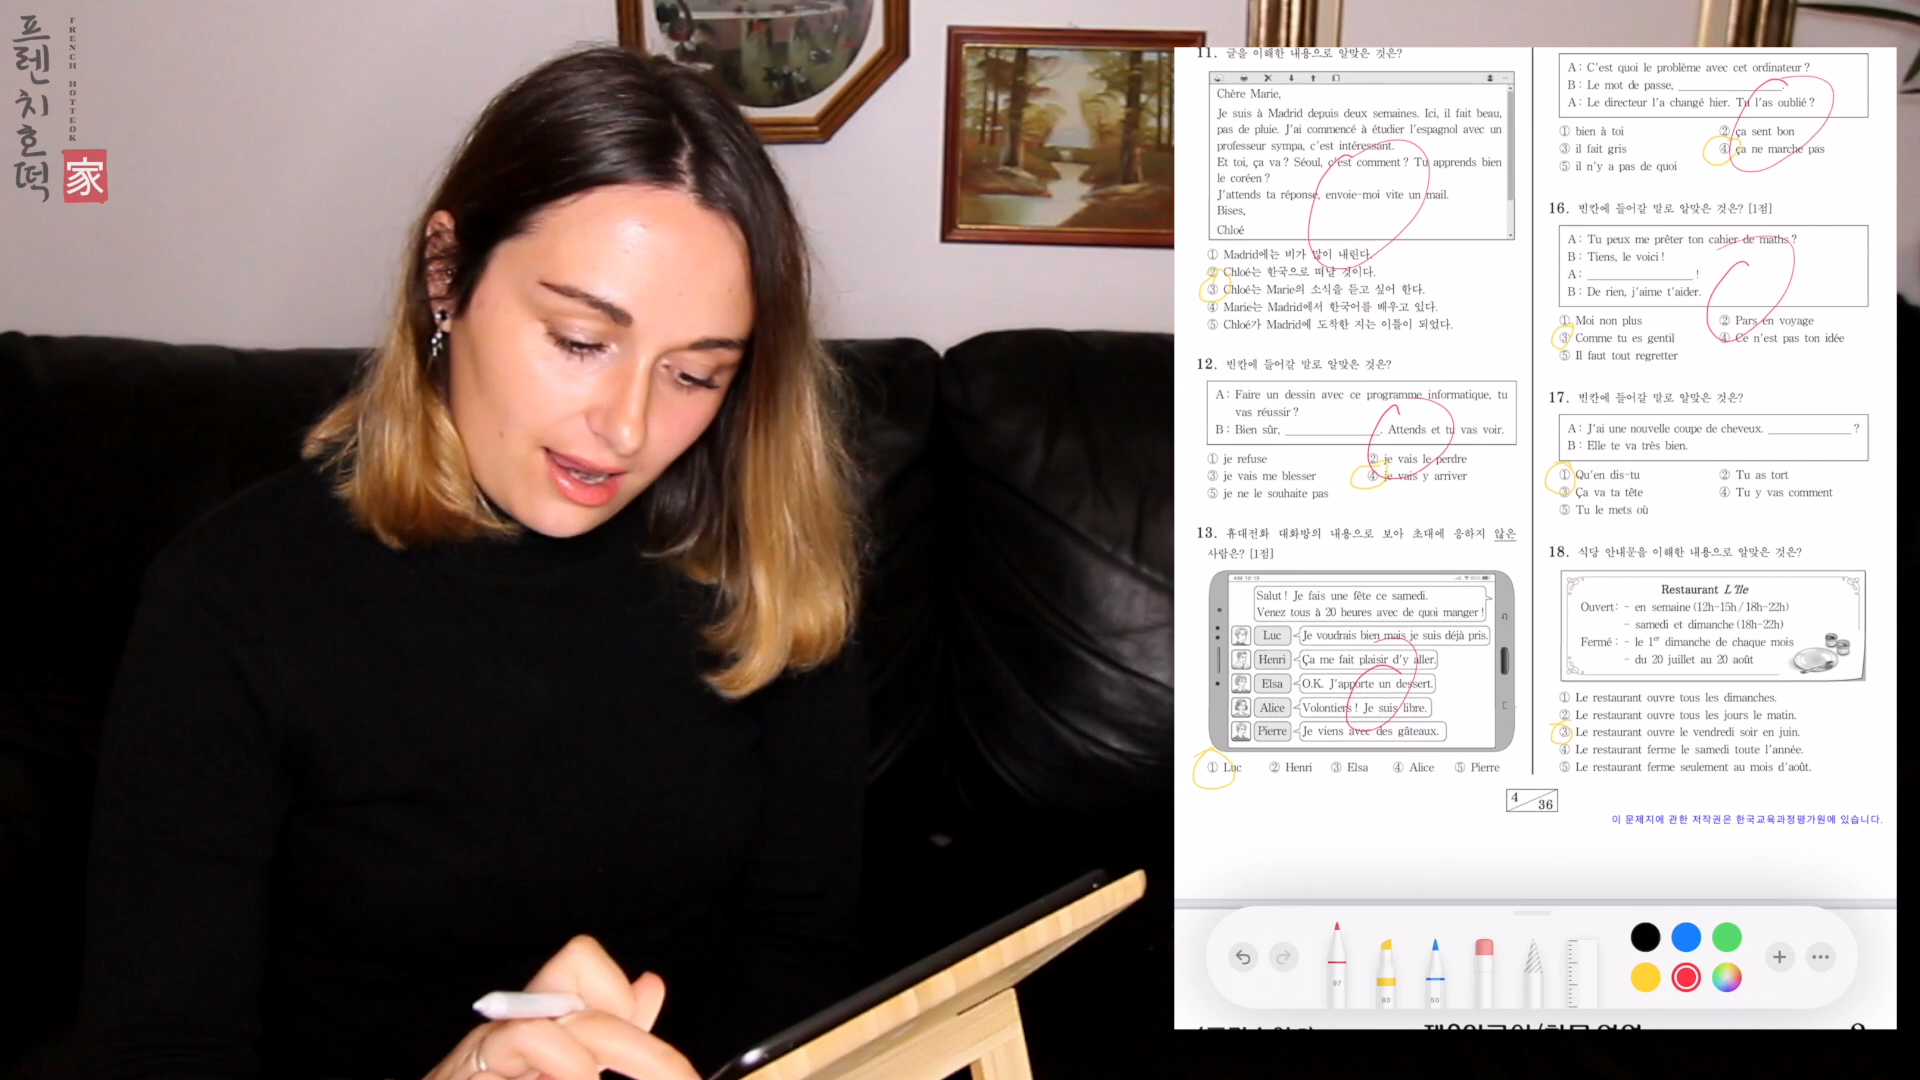 프렌치호떡
FRENCH HOTTEOK
家
11. 글을 이해한 내용으로 알맞은 것은?
Chère Marie,
Je suis à Madrid depuis deux semaines. Ici, il fait beau,
pas de pluie. J'ai commencé à étudier l'espagnol avec un
professeur sympa, c'est intéressant.
Et toi, ça va? Séoul, c'est comment? Tu apprends bien
le coréen?
J'attends ta réponse, envoie-moi vite un mail.
Bises,
Chloé
① Madrid에는 비가 많이 내린다.
② Chloé는 한국으로 떠날 것이다.
③ Chloé는 Marie의 소식을 듣고 싶어 한다.
④ Marie는 Madrid에서 한국어를 배우고 있다.
⑤ Chloé가 Madrid에 도착한 지는 이틀이 되었다.
12. 빈칸에 들어갈 말로 알맞은 것은?
A: Faire un dessin avec ce programme informatique, tu
vas réussir?
B: Bien sûr, ________________. Attends et tu vas voir.
① je refuse ② je vais le perdre
③ je vais me blesser ④ je vais y arriver
⑤ je ne le souhaite pas
13. 휴대전화 대화방의 내용으로 보아 초대에 응하지 않은
사람은? [1점]
AM 10:15
Salut! Je fais une fête ce samedi.
Venez tous à 20 heures avec de quoi manger!
Luc Je voudrais bien mais je suis déjà pris.
Henri Ça me fait plaisir d'y aller.
Elsa O.K. J'apporte un dessert.
Alice Volontiers! Je suis libre.
Pierre Je viens avec des gâteaux.
① Luc ② Henri ③ Elsa ④ Alice ⑤ Pierre
A: C'est quoi le problème avec cet ordinateur?
B: Le mot de passe, ________________.
A: Le directeur l'a changé hier. Tu l'as oublié?
① bien à toi ② ça sent bon
③ il fait gris ④ ça ne marche pas
⑤ il n'y a pas de quoi
16. 빈칸에 들어갈 말로 알맞은 것은? [1점]
A: Tu peux me prêter ton cahier de maths?
B: Tiens, le voici!
A: ________________!
B: De rien, j'aime t'aider.
① Moi non plus ② Pars en voyage
③ Comme tu es gentil ④ Ce n'est pas ton idée
⑤ Il faut tout regretter
17. 빈칸에 들어갈 말로 알맞은 것은?
A: J'ai une nouvelle coupe de cheveux. ______________?
B: Elle te va très bien.
① Qu'en dis-tu ② Tu as tort
③ Ça va ta tête ④ Tu y vas comment
⑤ Tu le mets où
18. 식당 안내문을 이해한 내용으로 알맞은 것은?
Restaurant L'Île
Ouvert: - en semaine (12h-15h / 18h-22h)
- samedi et dimanche (18h-22h)
Fermé: - le 1er dimanche de chaque mois
- du 20 juillet au 20 août
① Le restaurant ouvre tous les dimanches.
② Le restaurant ouvre tous les jours le matin.
③ Le restaurant ouvre le vendredi soir en juin.
④ Le restaurant ferme le samedi toute l'année.
⑤ Le restaurant ferme seulement au mois d'août.
4 36
이 문제지에 관한 저작권은 한국교육과정평가원에 있습니다.
97 80 50